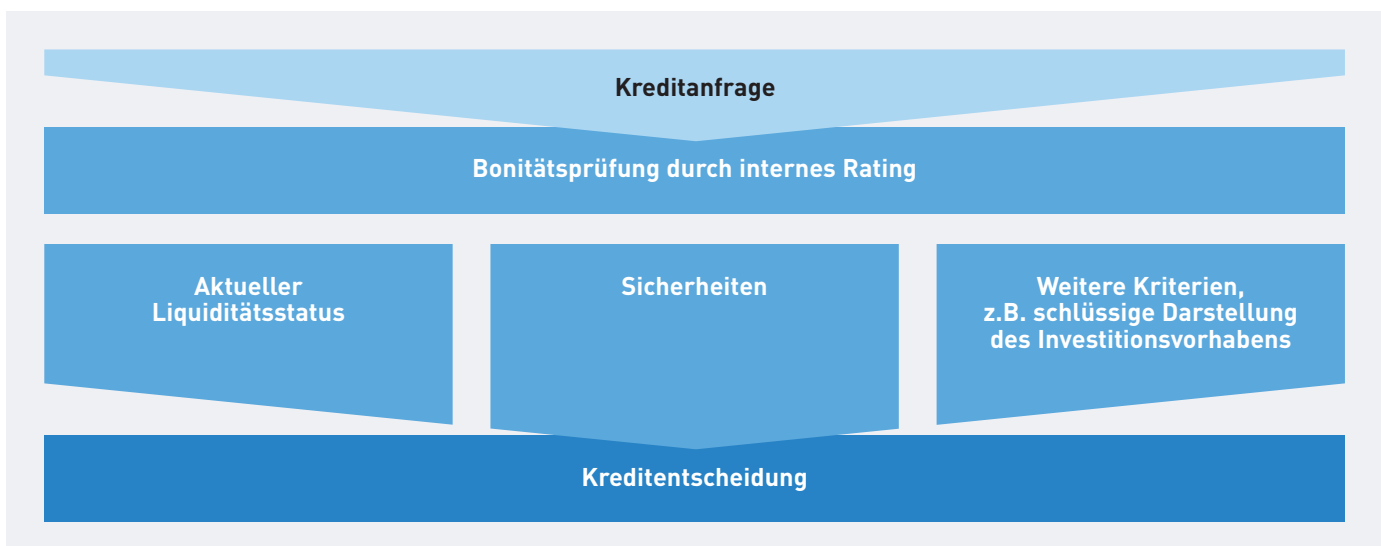 Kreditanfrage
Bonitätsprüfung durch internes Rating
Aktueller
Liquiditätsstatus
Sicherheiten
Weitere Kriterien,
z.B. schlüssige Darstellung
des Investitionsvorhabens
Kreditentscheidung